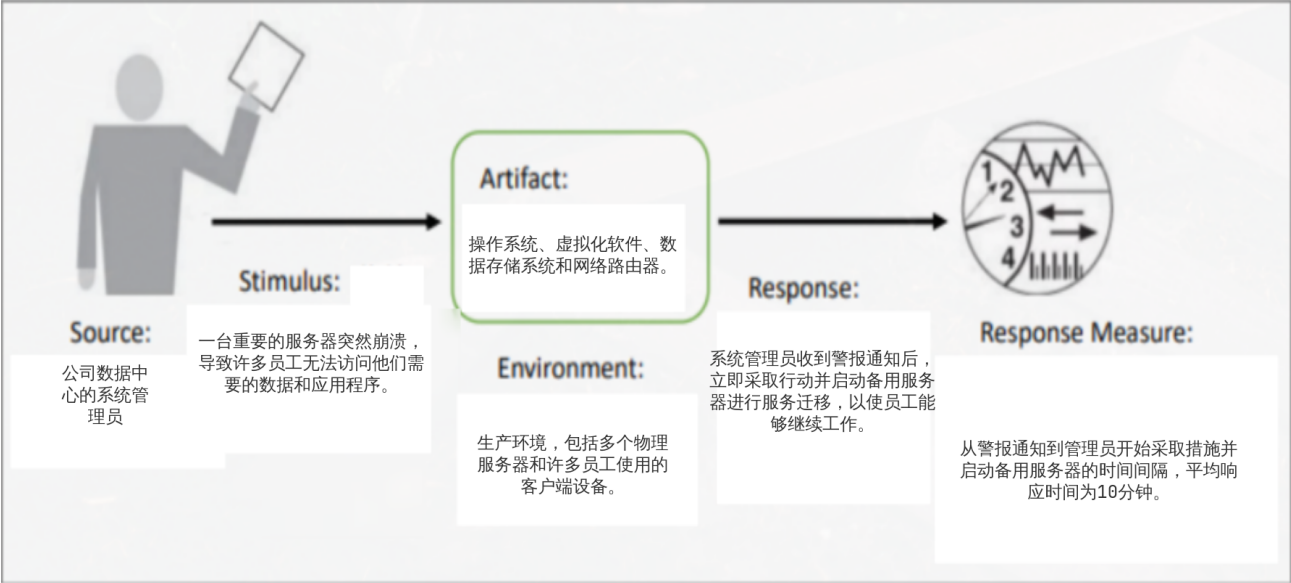 Source:
公司数据中
心的系统管
理员
Stimulus:
一台重要的服务器突然崩溃，
导致许多员工无法访问他们需
要的数据和应用程序。
Artifact:
操作系统、虚拟化软件、数
据存储系统和网络路由器。
Environment:
生产环境，包括多个物理
服务器和许多员工使用的
客户端设备。
Response:
系统管理员收到警报通知后，
立即采取行动并启动备用服务
器进行服务迁移，以使员工能
够继续工作。
1
2
3
4
Response Measure:
从警报通知到管理员开始采取措施并
启动备用服务器的时间间隔，平均响
应时间为10分钟。